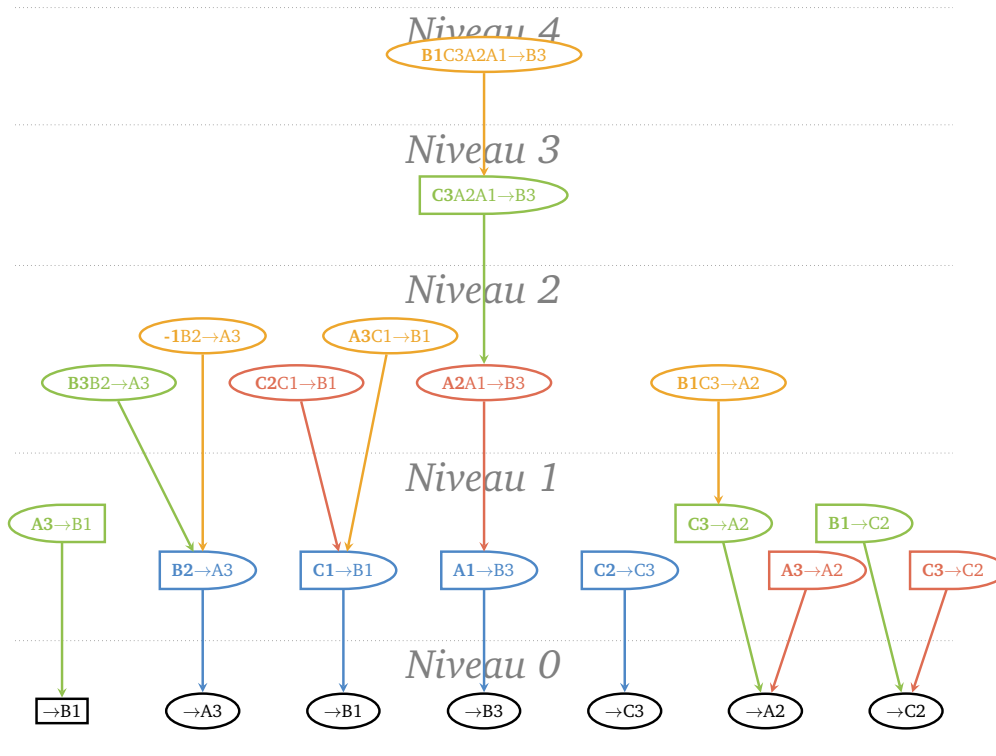 Niveau 4
B1C3A2A1→B3
Niveau 3
C3A2A1→B3
Niveau 2
-1B2→A3
A3C1→B1
B3B2→A3
C2C1→B1
A2A1→B3
B1C3→A2
Niveau 1
A3→B1
C3→A2
B1→C2
B2→A3
C1→B1
A1→B3
C2→C3
A3→A2
C3→C2
Niveau 0
→B1
→A3
→B1
→B3
→C3
→A2
→C2